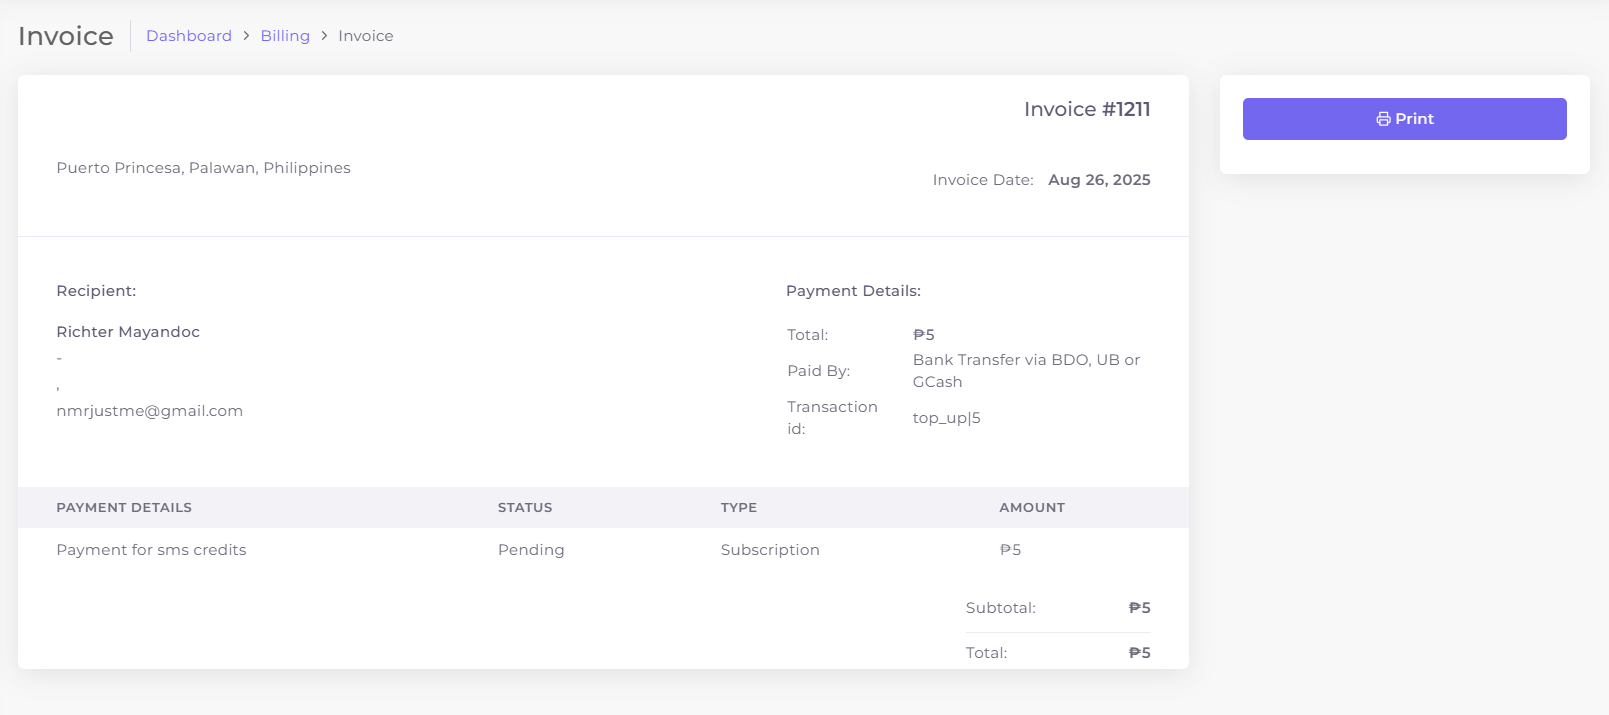 Invoice
Dashboard > Billing > Invoice
Invoice #1211
Print
Puerto Princesa, Palawan, Philippines
Invoice Date: Aug 26, 2025
Recipient:
Richter Mayandoc
-
,
nmrjustme@gmail.com
Payment Details:
Total: ₱5
Paid By: Bank Transfer via BDO, UB or
GCash
Transaction
id:
top_up|5
PAYMENT DETAILS STATUS TYPE AMOUNT
Payment for sms credits Pending Subscription ₱5
Subtotal: ₱5
Total: ₱5